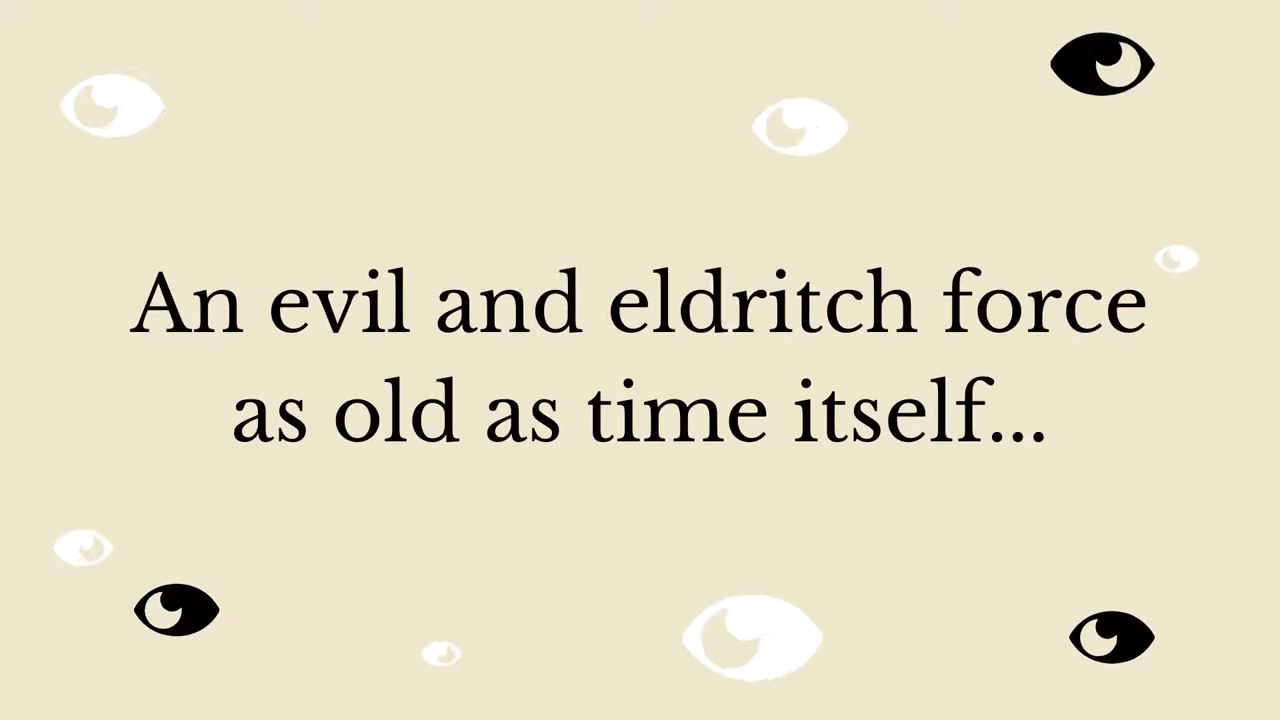 An evil and eldritch force
as old as time itself...